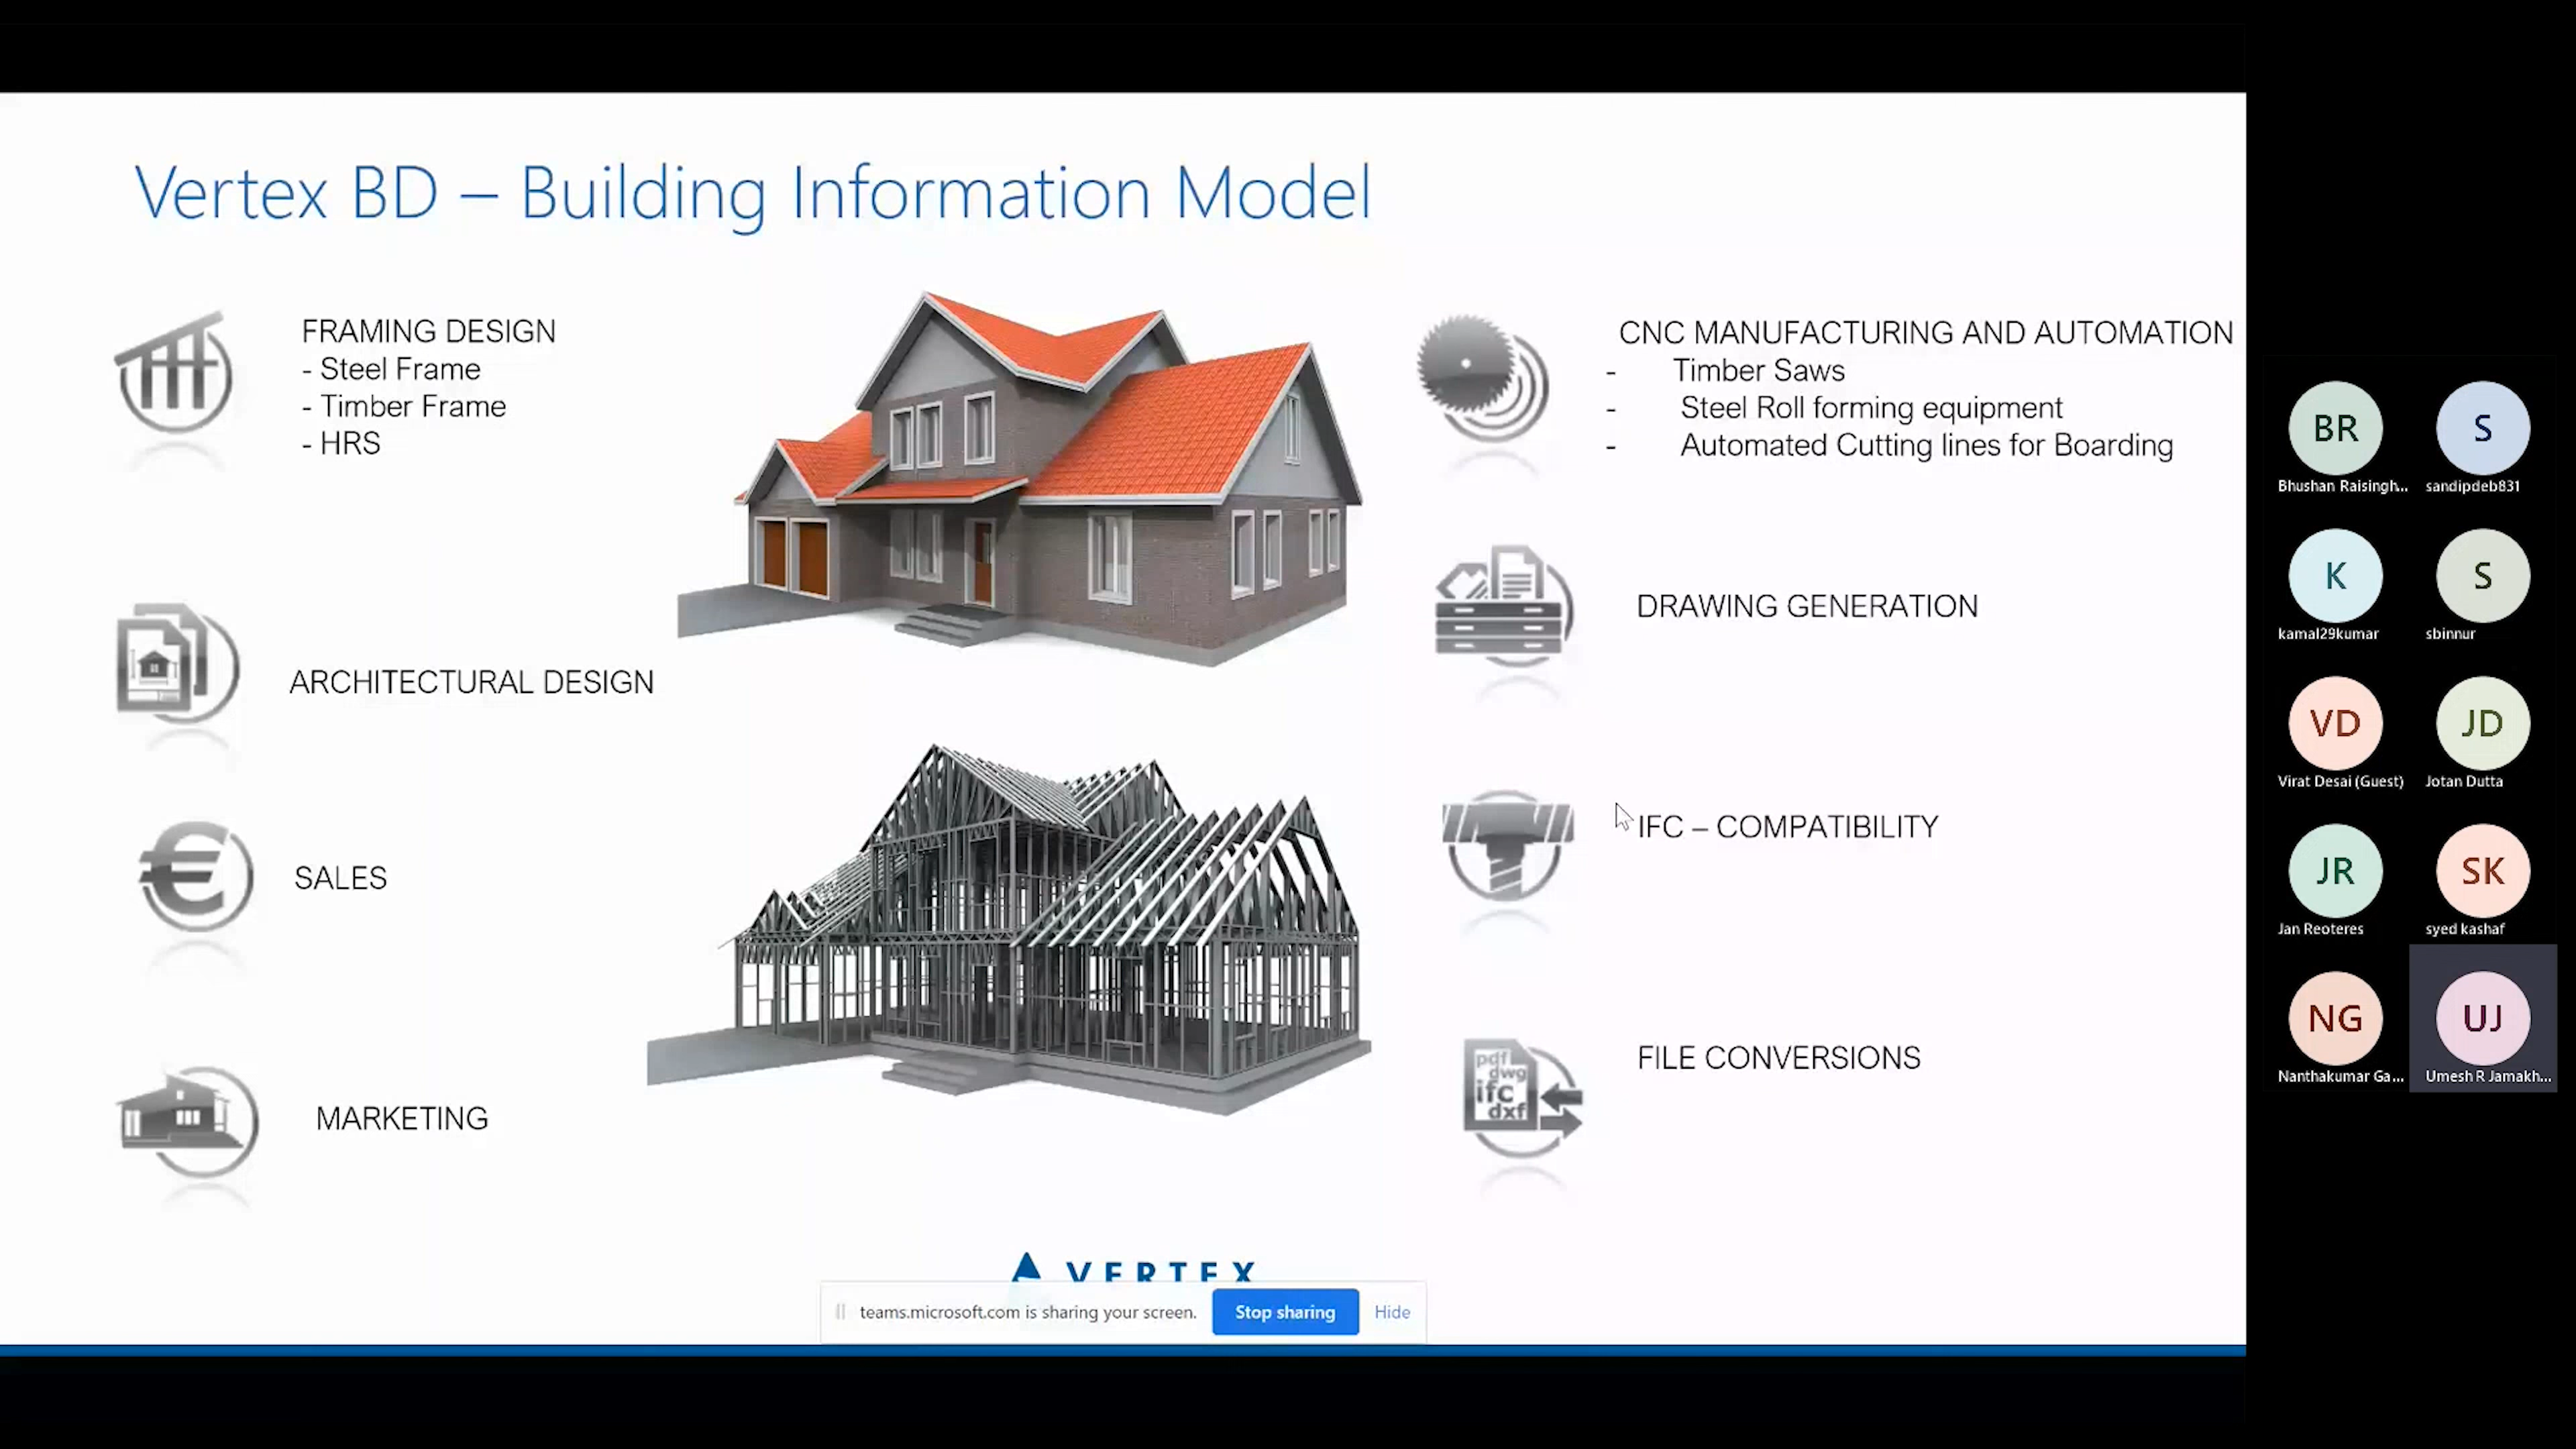 Vertex BD – Building Information Model
FRAMING DESIGN
- Steel Frame
- Timber Frame
- HRS
ARCHITECTURAL DESIGN
SALES
MARKETING
CNC MANUFACTURING AND AUTOMATION
- Timber Saws
- Steel Roll forming equipment
- Automated Cutting lines for Boarding
DRAWING GENERATION
IFC – COMPATIBILITY
FILE CONVERSIONS
pdf
dwg
ifc
dxf
VERTEX
teams.microsoft.com is sharing your screen.
Stop sharing
Hide
BR
Bhushan Raisingh...
S
sandipdeb831
K
kamal29kumar
S
sbinnur
VD
Virat Desai (Guest)
JD
Jotan Dutta
JR
Jan Reoteres
SK
syed kashaf
NG
Nanthakumar Ga...
UJ
Umesh R Jamakh...